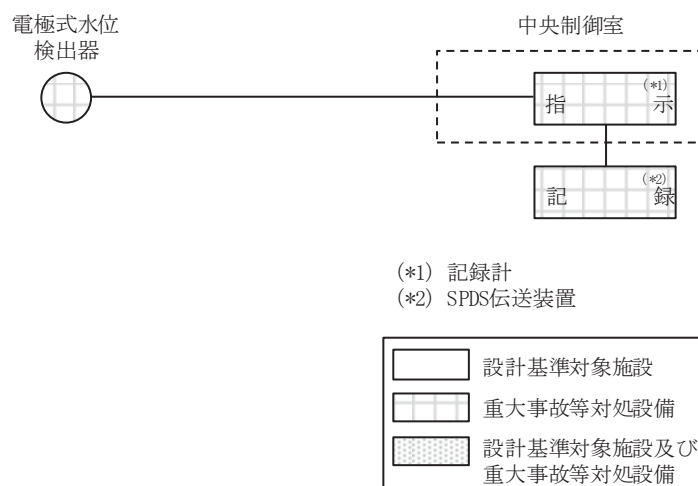 電極式水位
検出器
中央制御室
指 示 (*1)
記 録 (*2)
(*1) 記録計
(*2) SPDS伝送装置
設計基準対象施設
重大事故等対処設備
設計基準対象施設及び
重大事故等対処設備